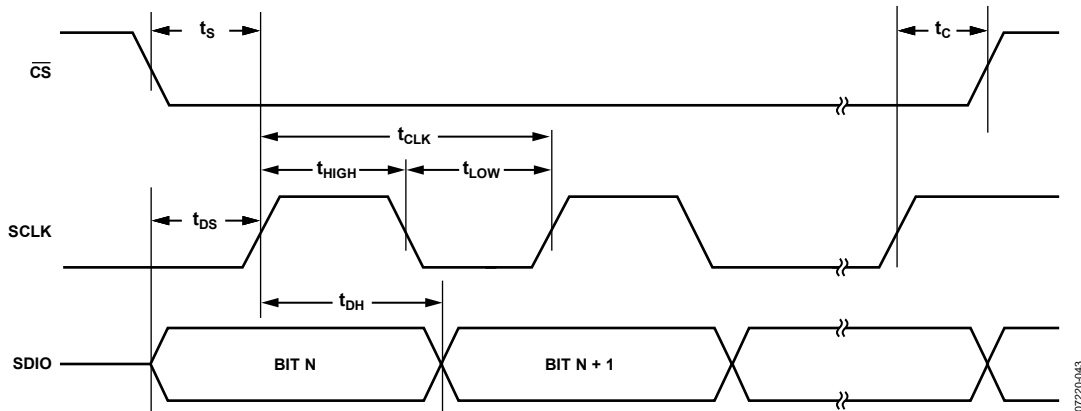 tS
tC
CS
tCLK
tHIGH
tLOW
tDS
SCLK
tDH
SDIO
BIT N
BIT N + 1
07220-043